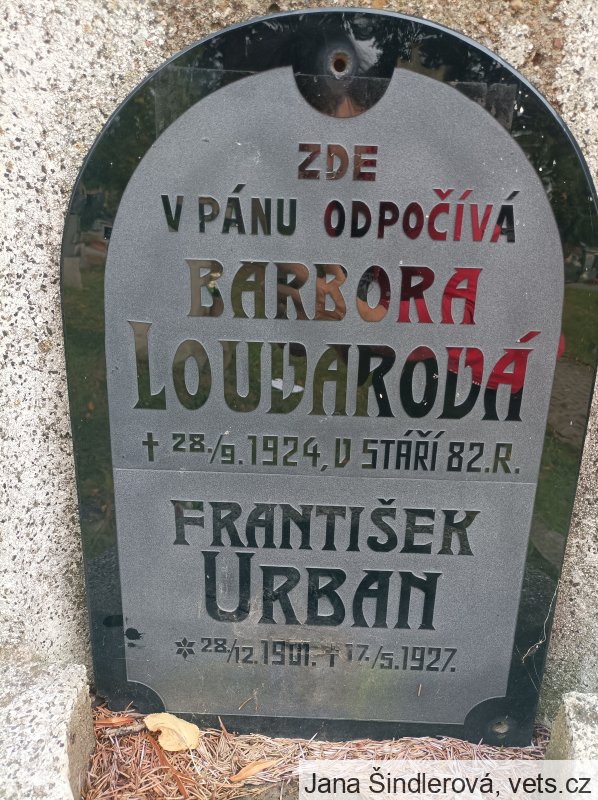 ZDE
V PÁNU ODPOČÍVÁ
BARBORA
LOUVAROVÁ
† 28./9. 1924, V STÁŘÍ 82.R.
FRANTIŠEK
URBAN
* 28/12. 1901. † 17./5. 1927.
Jana Šindlerová, vets.cz